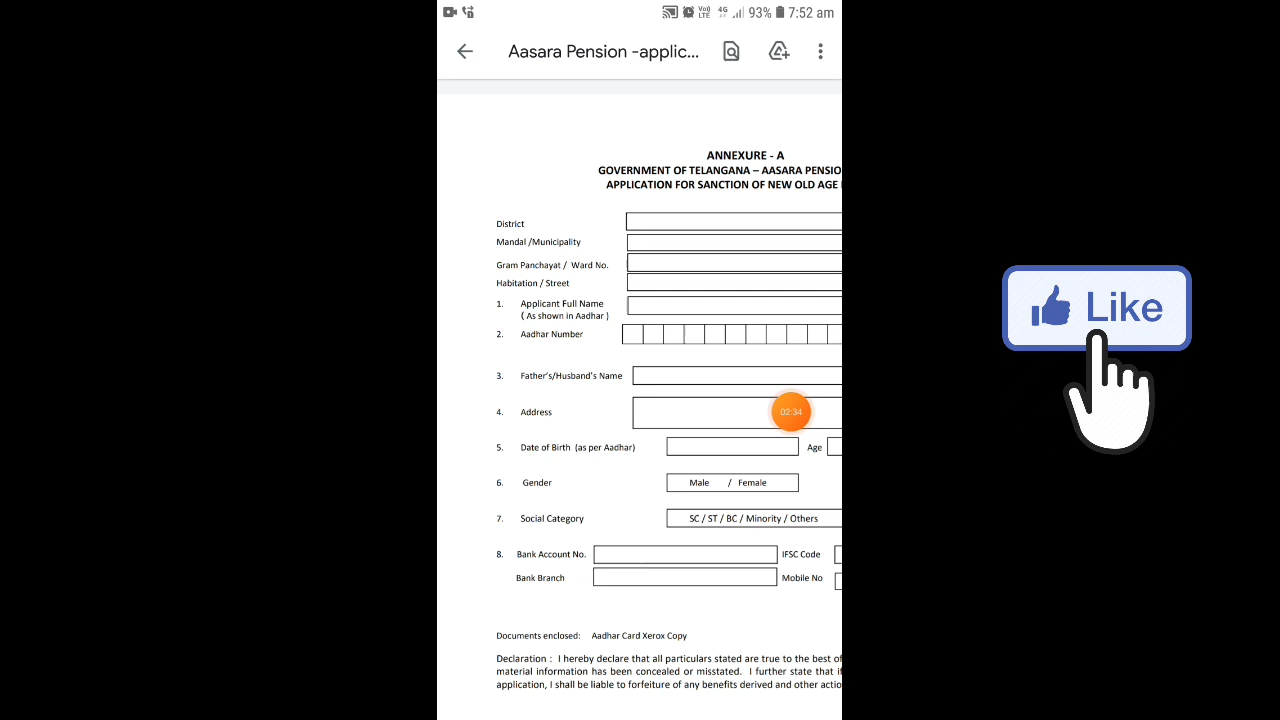 VoLTE 4G 93% 7:52 am
Aasara Pension -applic...
ANNEXURE - A
GOVERNMENT OF TELANGANA – AASARA PENSIO
APPLICATION FOR SANCTION OF NEW OLD AGE
District
Mandal /Municipality
Gram Panchayat / Ward No.
Habitation / Street
1. Applicant Full Name
( As shown in Aadhar )
2. Aadhar Number
3. Father's/Husband's Name
4. Address
02:34
5. Date of Birth (as per Aadhar) Age
6. Gender Male / Female
7. Social Category SC / ST / BC / Minority / Others
8. Bank Account No. IFSC Code
Bank Branch Mobile No
Documents enclosed: Aadhar Card Xerox Copy
Declaration : I hereby declare that all particulars stated are true to the best of
material information has been concealed or misstated. I further state that if
application, I shall be liable to forfeiture of any benefits derived and other actio
Like